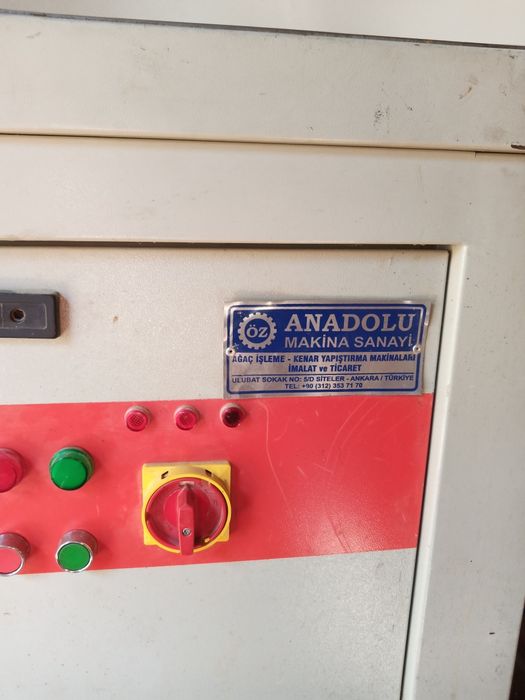 ÖZ
ANADOLU
MAKİNA SANAYİ
AĞAÇ İŞLEME - KENAR YAPIŞTIRMA MAKİNALARI
İMALAT ve TİCARET
ULUBAT SOKAK NO: 5/D SİTELER - ANKARA / TÜRKİYE
TEL: +90 (312) 353 71 70